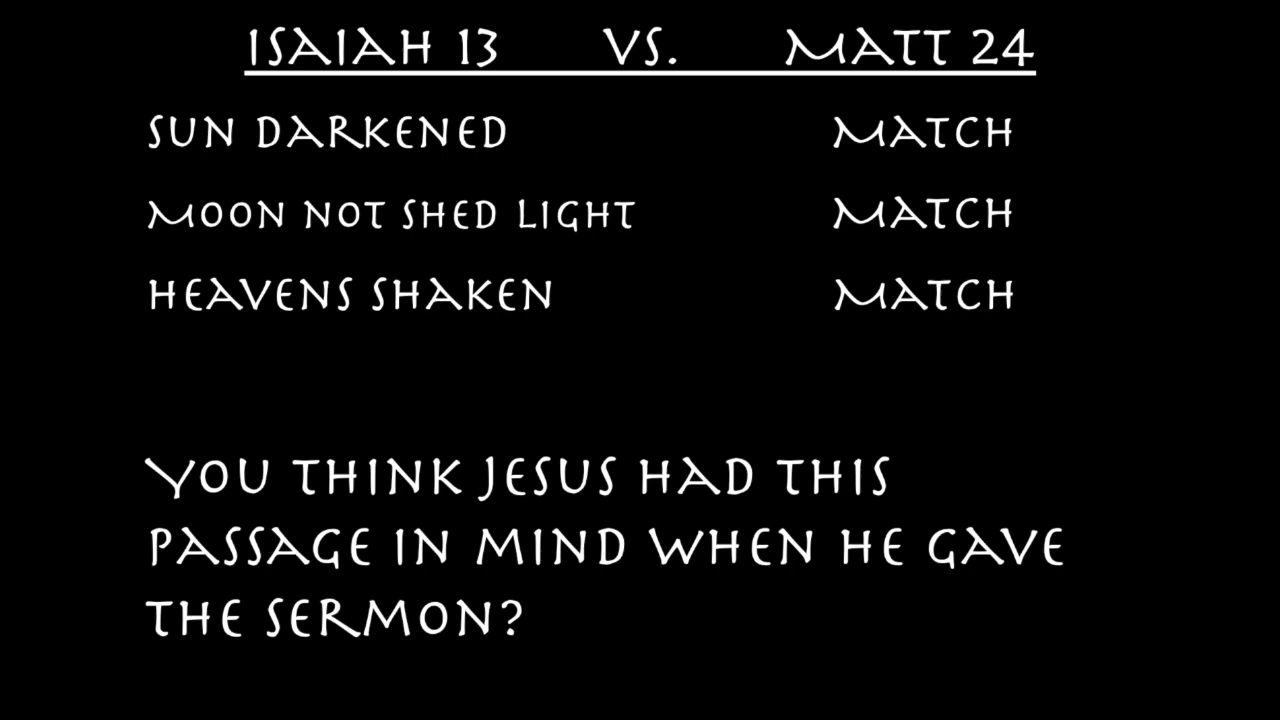 Isaiah 13 vs. Matt 24
Sun darkened Match
Moon not shed light Match
Heavens shaken Match
You think Jesus had this
passage in mind when he gave
the sermon?